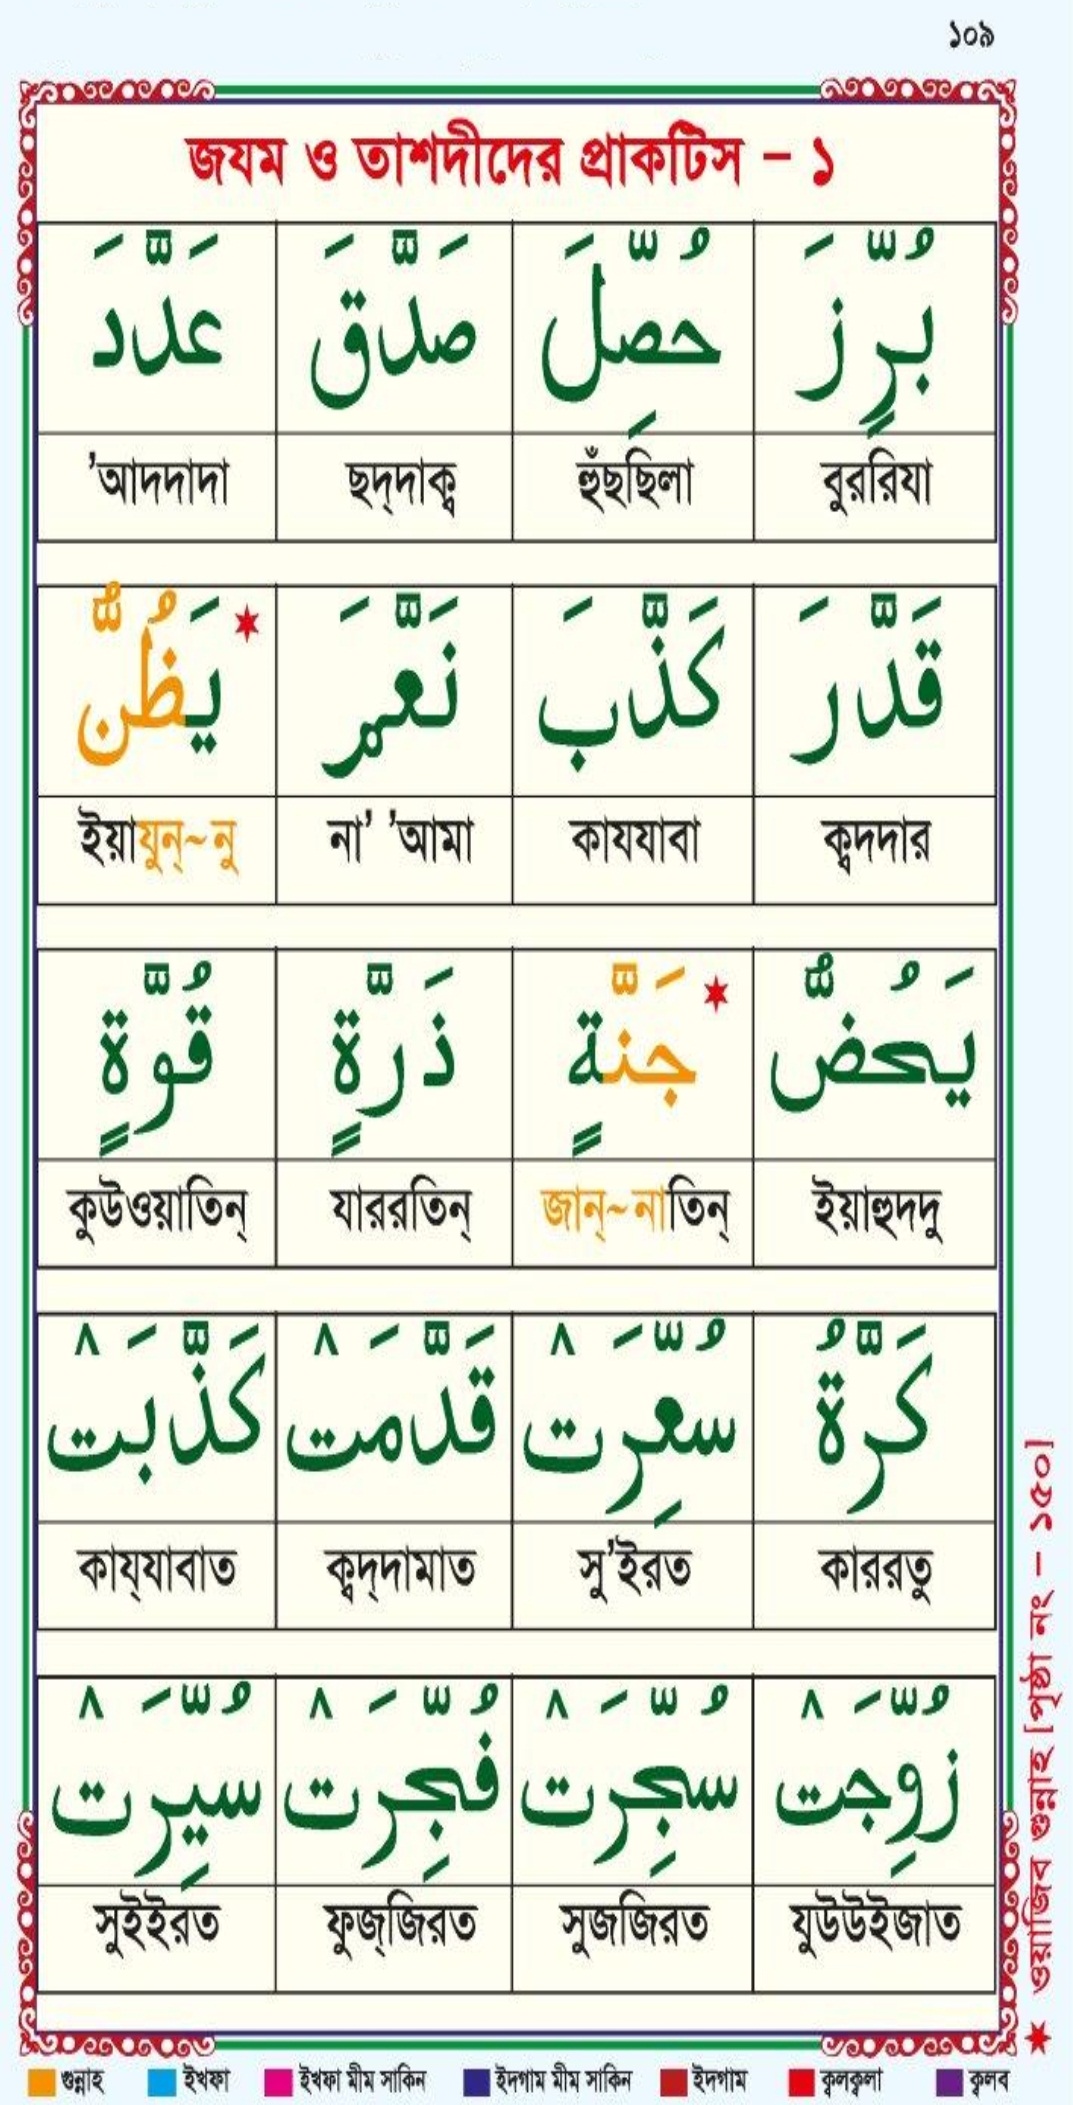 ১০৯
জযম ও তাশদীদের প্রাকটিস – ১
بُرِّزَ حُصِّلَ صَدَّقَ عَدَّدَ
বুররিযা হুঁছছিলা ছদ্‌দাক্ব ’আদদাদা
قَدَّرَ كَذَّبَ نَعَّمَرَ يَظُنُّ *
ক্বদদার কাযযাবা না’ ’আমা ইয়াযুন্~নু
يَحُضُّ * جَنَّةٍ ذَرَّةٍ قُوَّةٍ
ইয়াহুদদু জান্~নাতিন্ যাররতিন্ কুউওয়াতিন্
كَرَّةٌ سُعِّرَتْ قَدَّمَتْ كَذَّبَتْ
কাররতু সু’ইরত ক্বদ্‌দামাত কায্‌যাবাত
زُوِّجَتْ سُجِّرَتْ فُجِّرَتْ سُيِّرَتْ
যুউউইজাত সুজজিরত ফুজ্‌জিরত সুইইরত
* ওয়াজিব গুন্নাহ [পৃষ্ঠা নং – ১৫০]
গুন্নাহ ইখফা ইখফা মীম সাকিন ইদগাম মীম সাকিন ইদগাম ক্বলক্বলা ক্বলব